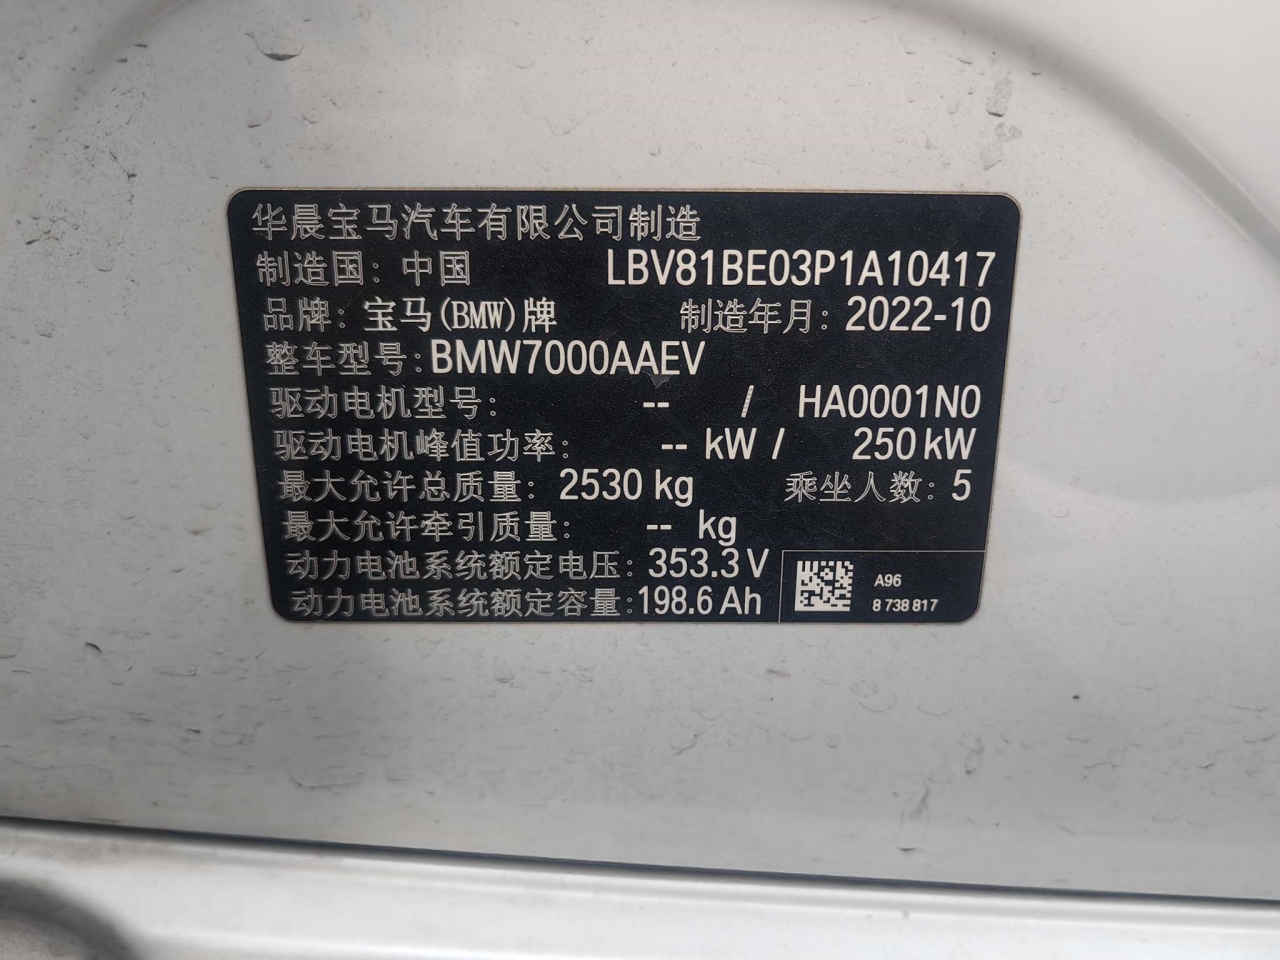 华晨宝马汽车有限公司制造
制造国：中国 LBV81BE03P1A10417
品牌：宝马(BMW)牌 制造年月：2022-10
整车型号：BMW7000AAEV
驱动电机型号： -- / HA0001N0
驱动电机峰值功率： -- kW / 250 kW
最大允许总质量：2530 kg 乘坐人数：5
最大允许牵引质量： -- kg
动力电池系统额定电压：353.3 V
动力电池系统额定容量：198.6 Ah
A96
8 738 817